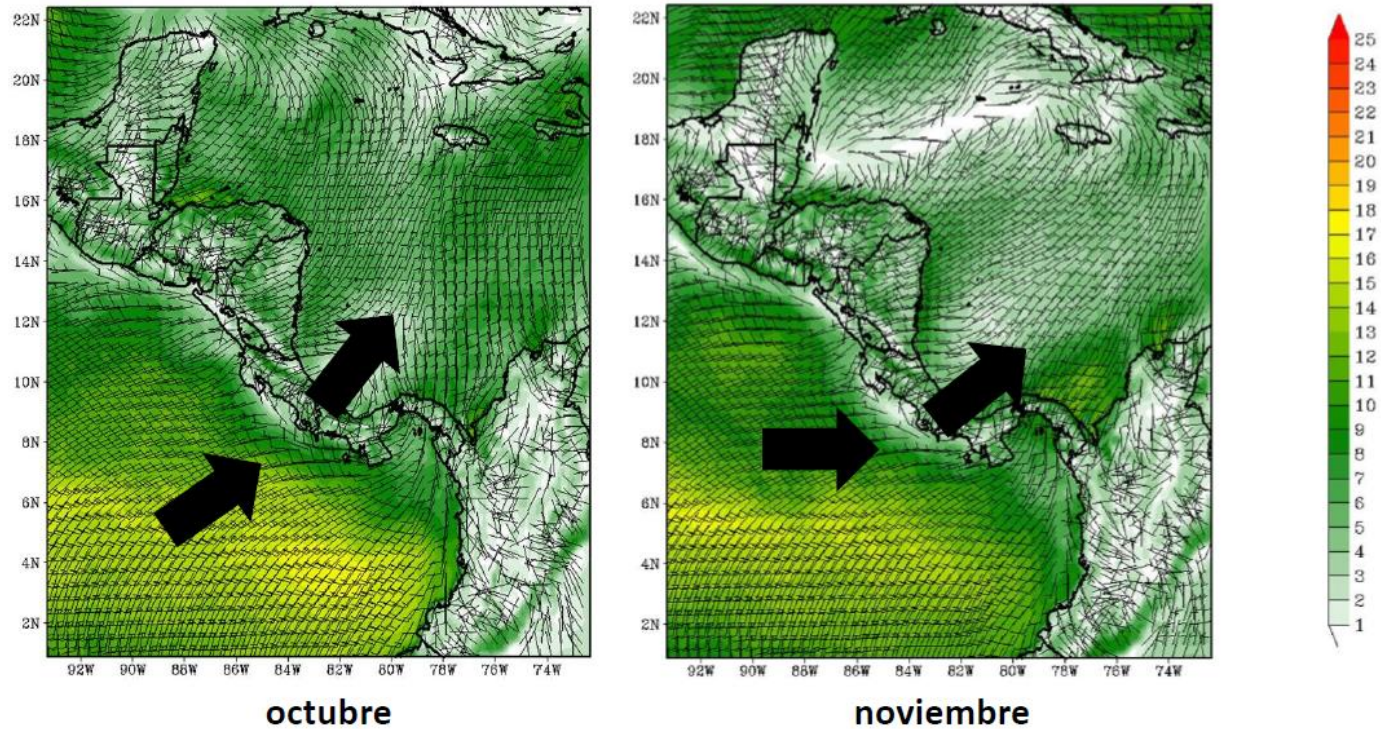 22N
20N
18N
16N
14N
12N
10N
8N
6N
4N
2N
92W 90W 88W 86W 84W 82W 80W 78W 76W 74W
octubre
22N
20N
18N
16N
14N
12N
10N
8N
6N
4N
2N
92W 90W 88W 86W 84W 82W 80W 78W 76W 74W
noviembre
25
24
23
22
21
20
19
18
17
16
15
14
13
12
11
10
9
8
7
6
5
4
3
2
1